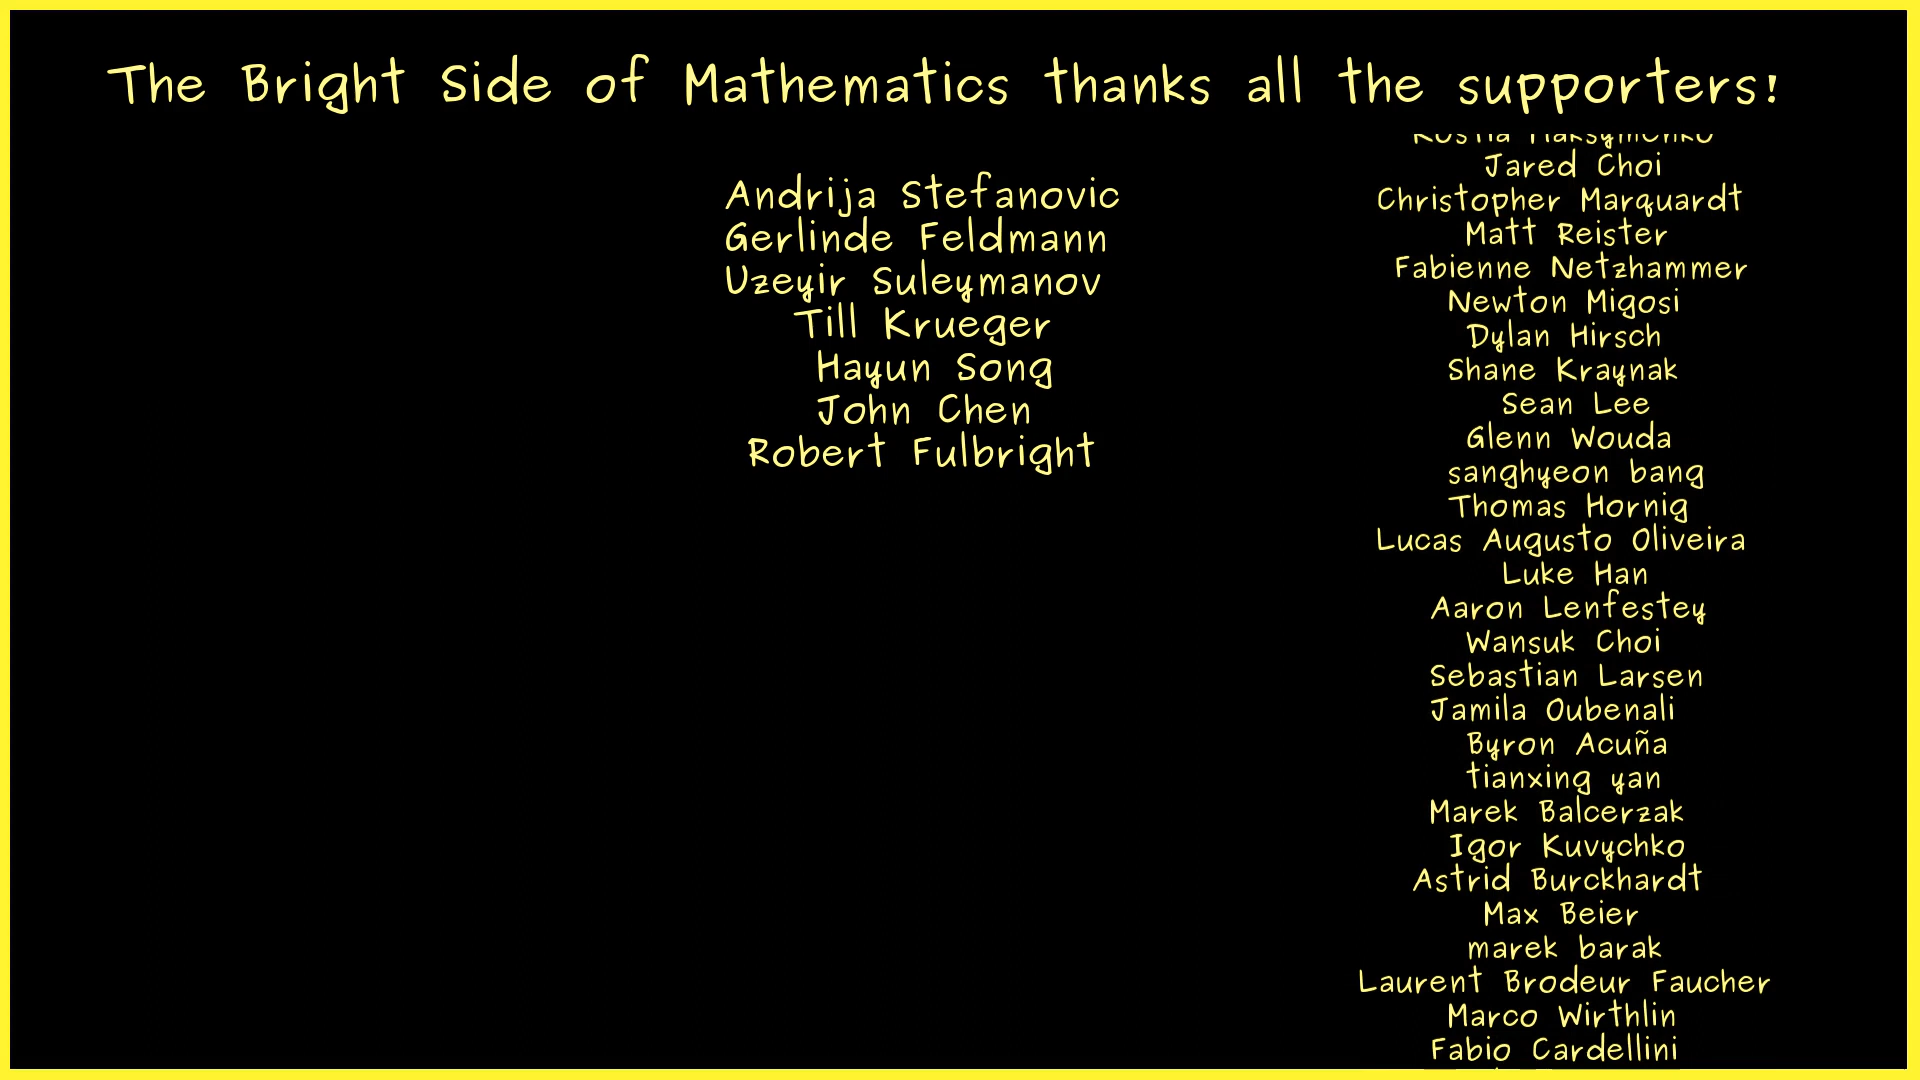 The Bright Side of Mathematics thanks all the supporters!
Andrija Stefanovic
Gerlinde Feldmann
Uzeyir Suleymanov
Till Krueger
Hayun Song
John Chen
Robert Fulbright
Kostia Maksymenko
Jared Choi
Christopher Marquardt
Matt Reister
Fabienne Netzhammer
Newton Migosi
Dylan Hirsch
Shane Kraynak
Sean Lee
Glenn Wouda
sanghyeon bang
Thomas Hornig
Lucas Augusto Oliveira
Luke Han
Aaron Lenfestey
Wansuk Choi
Sebastian Larsen
Jamila Oubenali
Byron Acuña
tianxing yan
Marek Balcerzak
Igor Kuvychko
Astrid Burckhardt
Max Beier
marek barak
Laurent Brodeur Faucher
Marco Wirthlin
Fabio Cardellini